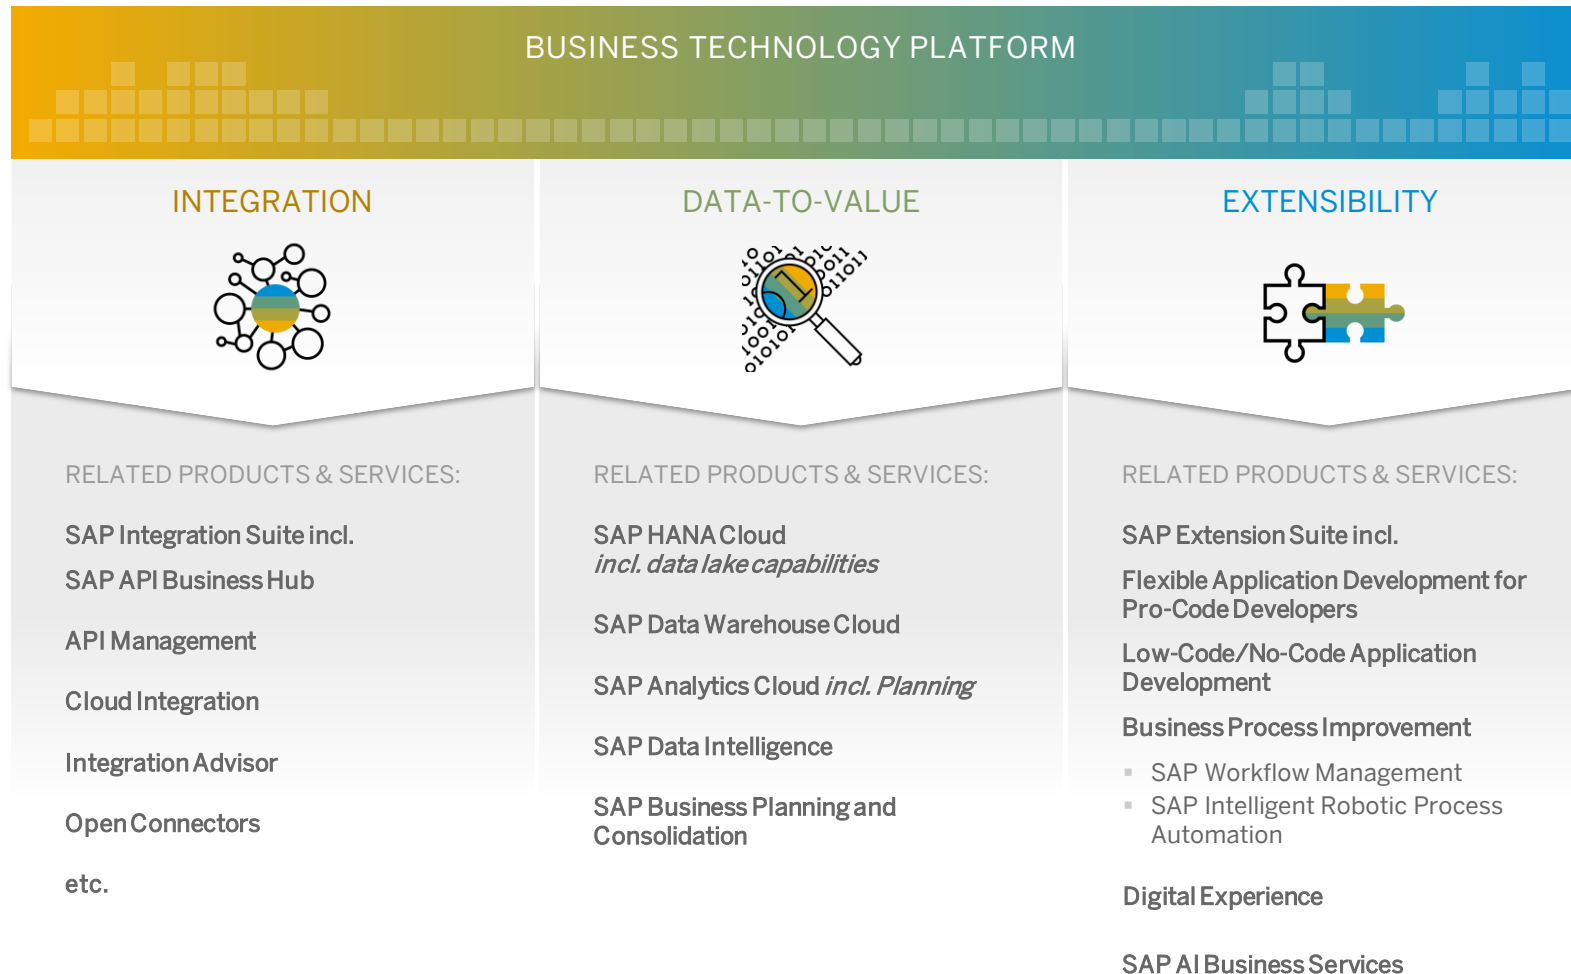 BUSINESS TECHNOLOGY PLATFORM
INTEGRATION
RELATED PRODUCTS & SERVICES:
SAP Integration Suite incl.
SAP API Business Hub
API Management
Cloud Integration
Integration Advisor
Open Connectors
etc.
DATA-TO-VALUE
RELATED PRODUCTS & SERVICES:
SAP HANA Cloud
incl. data lake capabilities
SAP Data Warehouse Cloud
SAP Analytics Cloud incl. Planning
SAP Data Intelligence
SAP Business Planning and
Consolidation
EXTENSIBILITY
RELATED PRODUCTS & SERVICES:
SAP Extension Suite incl.
Flexible Application Development for
Pro-Code Developers
Low-Code/No-Code Application
Development
Business Process Improvement
SAP Workflow Management
SAP Intelligent Robotic Process
Automation
Digital Experience
SAP AI Business Services